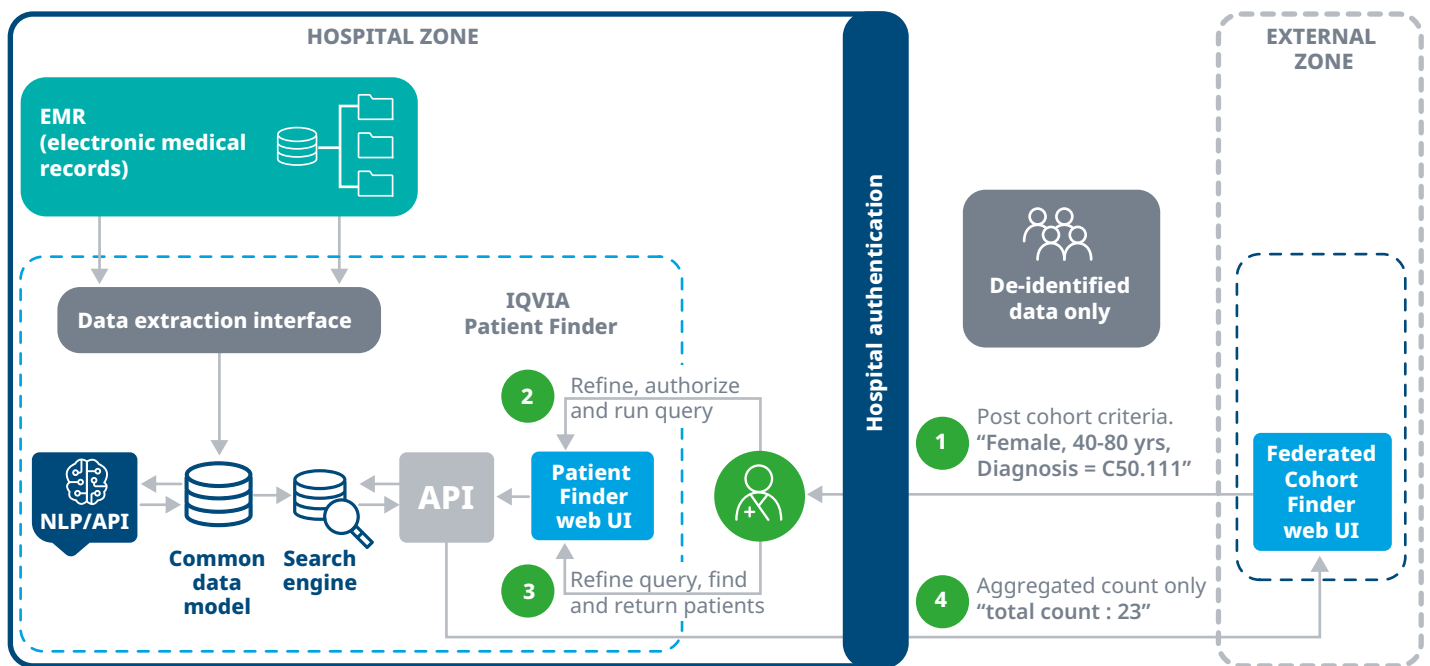 HOSPITAL ZONE
EXTERNAL
ZONE
EMR
(electronic medical
records)
Hospital authentication
De-identified
data only
Data extraction interface
IQVIA
Patient Finder
2
Refine, authorize
and run query
1
Post cohort criteria.
“Female, 40-80 yrs,
Diagnosis = C50.111”
NLP/API
API
Patient
Finder
web UI
Federated
Cohort
Finder
web UI
Common
data
model
Search
engine
3
Refine query, find
and return patients
4
Aggregated count only
“total count : 23”